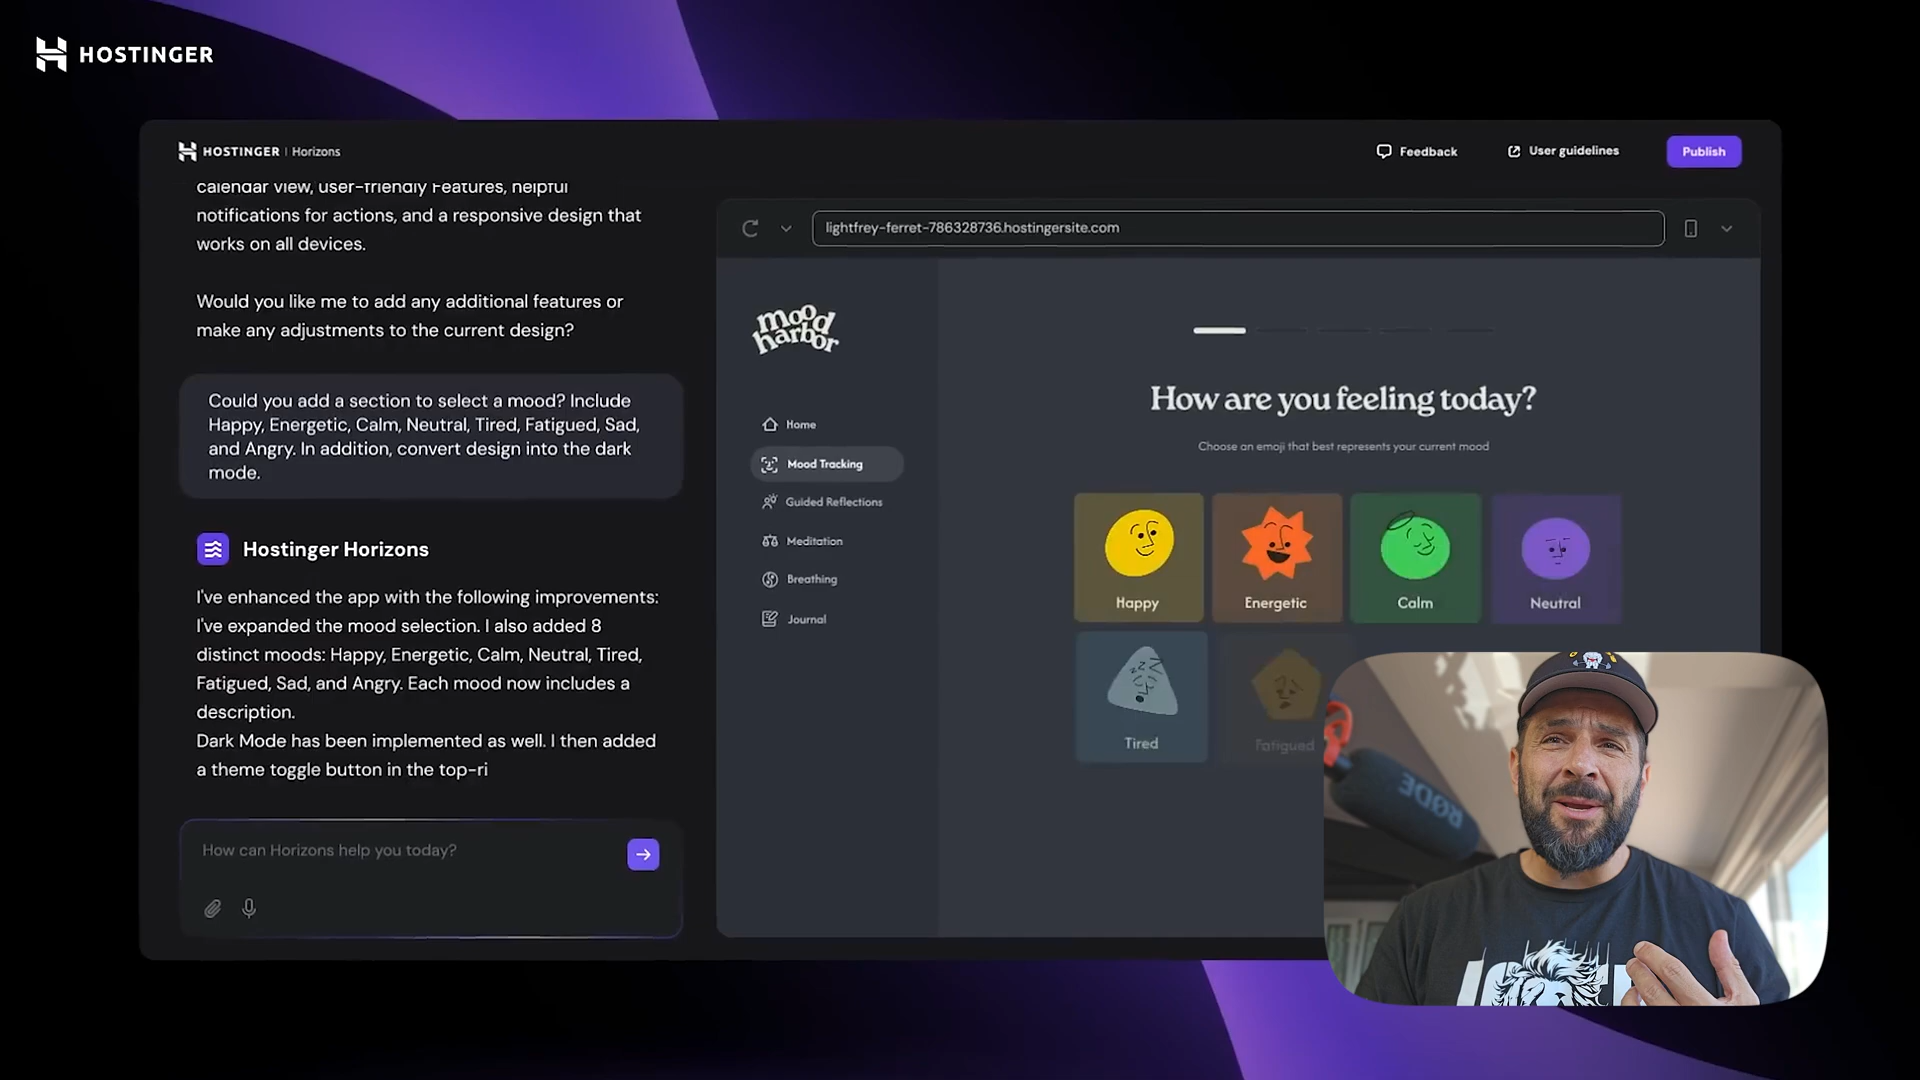 HOSTINGER
HOSTINGER | Horizons
Feedback
User guidelines
Publish
calendar view, user-friendly Features, helpful
notifications for actions, and a responsive design that
works on all devices.
Would you like me to add any additional features or
make any adjustments to the current design?
Could you add a section to select a mood? Include
Happy, Energetic, Calm, Neutral, Tired, Fatigued, Sad,
and Angry. In addition, convert design into the dark
mode.
Hostinger Horizons
I've enhanced the app with the following improvements:
I've expanded the mood selection. I also added 8
distinct moods: Happy, Energetic, Calm, Neutral, Tired,
Fatigued, Sad, and Angry. Each mood now includes a
description.
Dark Mode has been implemented as well. I then added
a theme toggle button in the top-ri
How can Horizons help you today?
lightfrey-ferret-786328736.hostingersite.com
mood
harbor
Home
Mood Tracking
Guided Reflections
Meditation
Breathing
Journal
How are you feeling today?
Choose an emoji that best represents your current mood
Happy
Energetic
Calm
Neutral
zzZ
Tired
Fatigued
RØDE